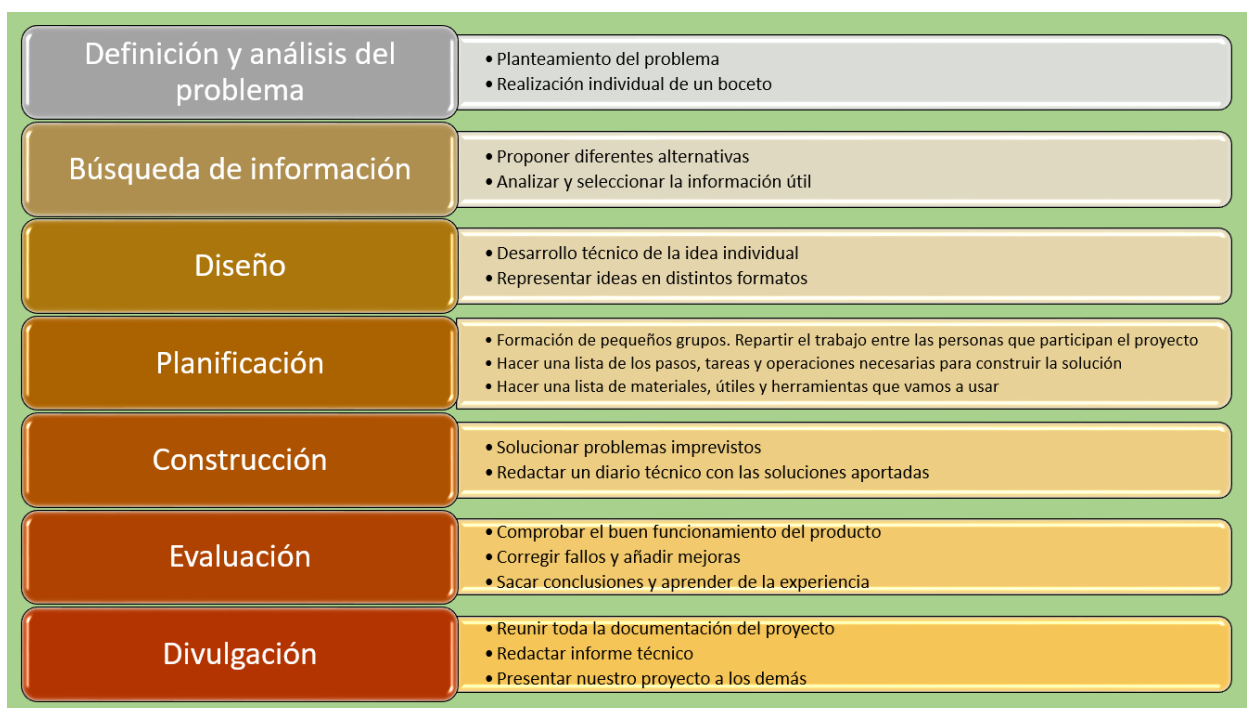 Definición y análisis del
problema
• Planteamiento del problema
• Realización individual de un boceto
Búsqueda de información
• Proponer diferentes alternativas
• Analizar y seleccionar la información útil
Diseño
• Desarrollo técnico de la idea individual
• Representar ideas en distintos formatos
Planificación
• Formación de pequeños grupos. Repartir el trabajo entre las personas que participan el proyecto
• Hacer una lista de los pasos, tareas y operaciones necesarias para construir la solución
• Hacer una lista de materiales, útiles y herramientas que vamos a usar
Construcción
• Solucionar problemas imprevistos
• Redactar un diario técnico con las soluciones aportadas
Evaluación
• Comprobar el buen funcionamiento del producto
• Corregir fallos y añadir mejoras
• Sacar conclusiones y aprender de la experiencia
Divulgación
• Reunir toda la documentación del proyecto
• Redactar informe técnico
• Presentar nuestro proyecto a los demás